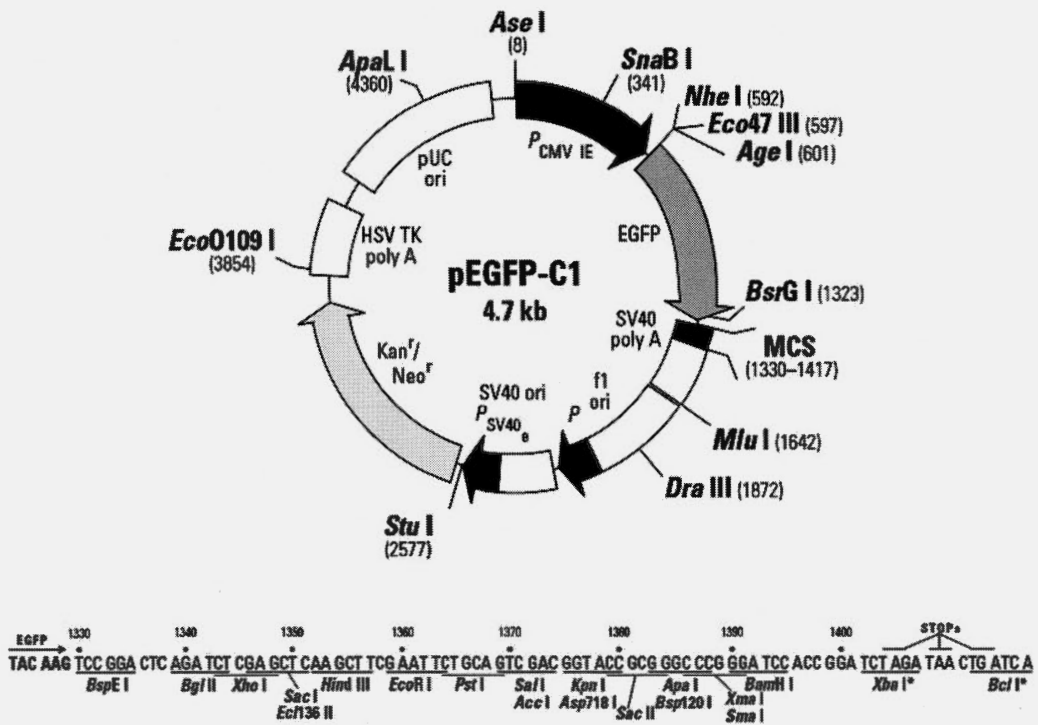 Ase I
(8)
ApaL I
(4360)
SnaB I
(341)
Nhe I (592)
Eco47 III (597)
Age I (601)
P CMV IE
pUC
ori
HSV TK
poly A
EcoO109 I
(3854)
EGFP
pEGFP-C1
4.7 kb
BsrG I (1323)
SV40
poly A
MCS
(1330–1417)
Kanʳ/
Neoʳ
SV40 ori
P SV40e
f1
ori
P
Mlu I (1642)
Dra III (1872)
Stu I
(2577)
EGFP 1330 1340 1350 1360 1370 1380 1390 1400 STOPs
TAC AAG TCC GGA CTC AGA TCT CGA GCT CAA GCT TCG AAT TCT GCA GTC GAC GGT ACC GCG GGC CCG GGA TCC ACC GGA TCT AGA TAA CTG ATC A
BspE I Bgl II Xho I Hind III EcoR I Pst I Sal I Kpn I Apa I BamH I Xba I* Bcl I*
Sac I Acc I Asp718 I Bsp120 I Xma I
Ecl136 II Sac II Sma I